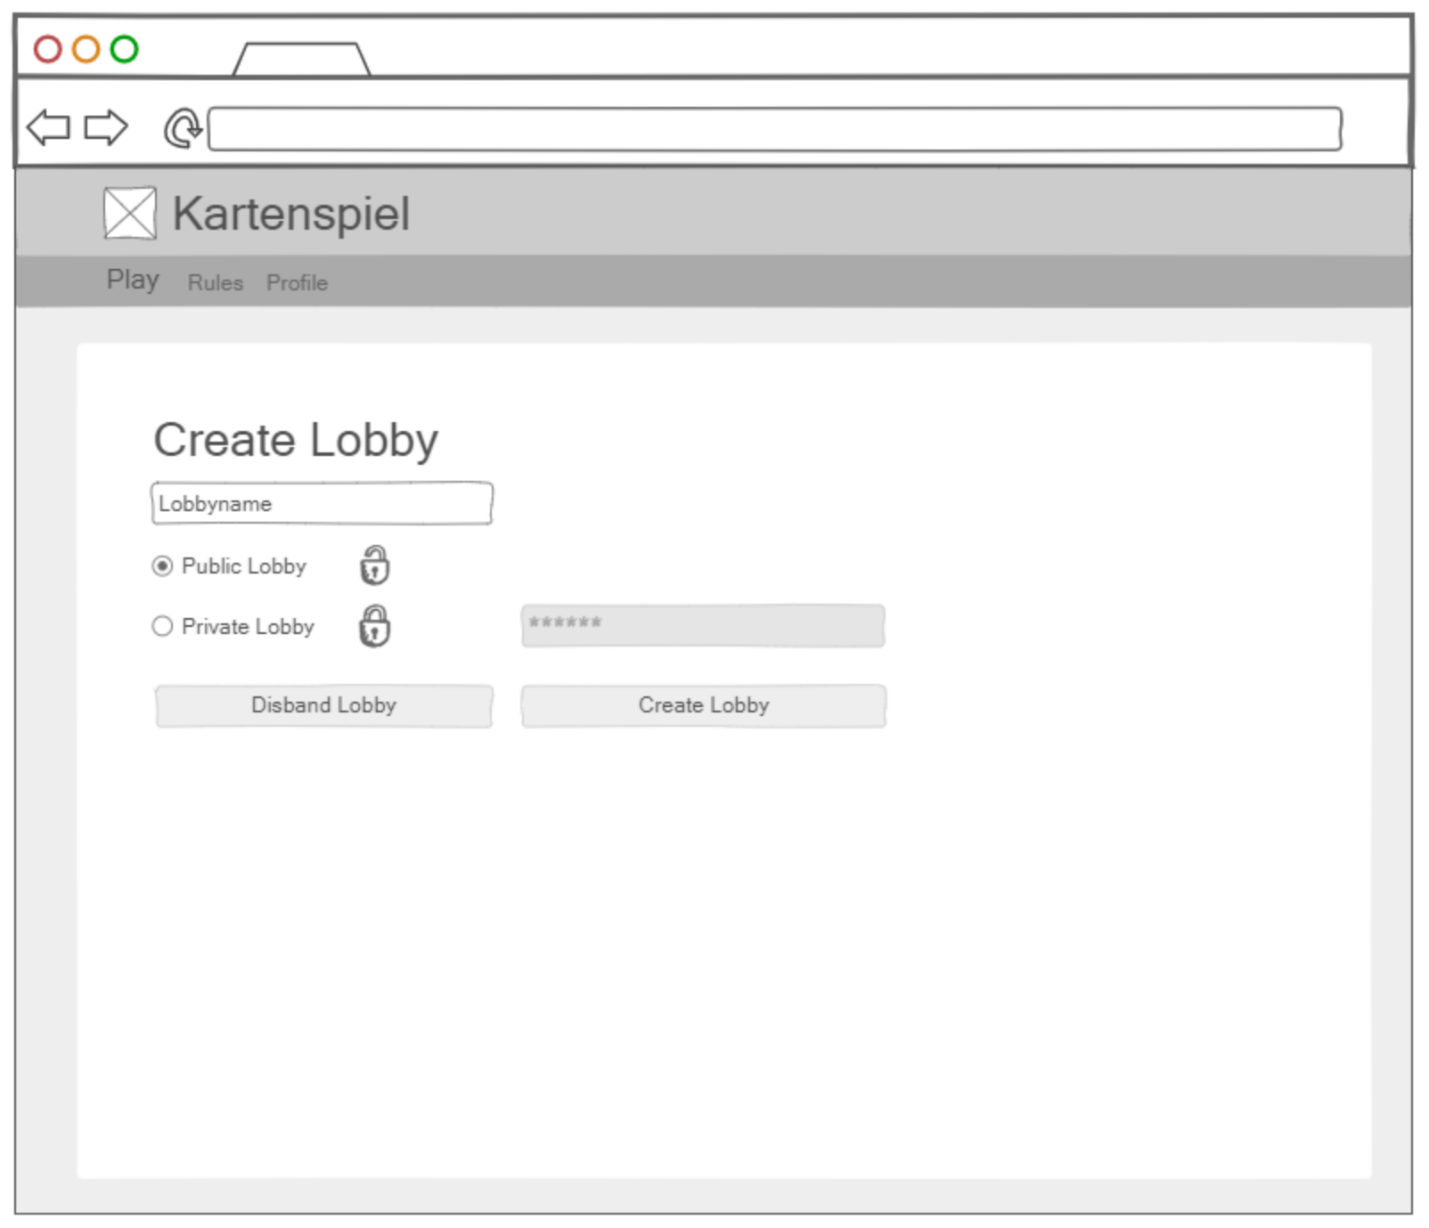 Kartenspiel
Play Rules Profile
Create Lobby
Lobbyname
Public Lobby
Private Lobby ******
Disband Lobby Create Lobby